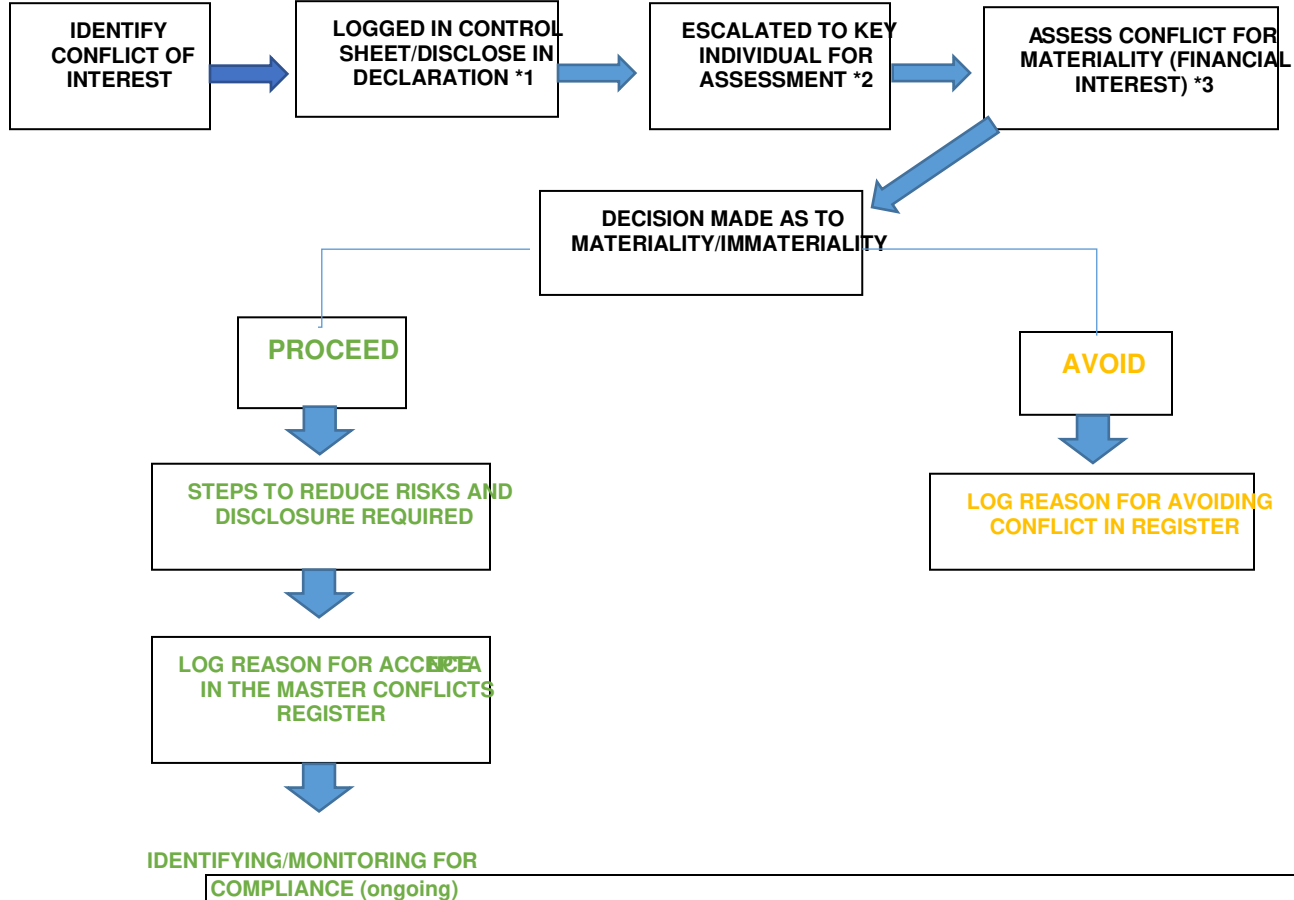 IDENTIFY
CONFLICT OF
INTEREST
LOGGED IN CONTROL
SHEET/DISCLOSE IN
DECLARATION *1
ESCALATED TO KEY
INDIVIDUAL FOR
ASSESSMENT *2
ASSESS CONFLICT FOR
MATERIALITY (FINANCIAL
INTEREST) *3
DECISION MADE AS TO
MATERIALITY/IMMATERIALITY
PROCEED
AVOID
STEPS TO REDUCE RISKS AND
DISCLOSURE REQUIRED
LOG REASON FOR AVOIDING
CONFLICT IN REGISTER
LOG REASON FOR
IN THE MASTER CONFLICTS
REGISTER
IDENTIFYING/MONITORING FOR
COMPLIANCE (ongoing)